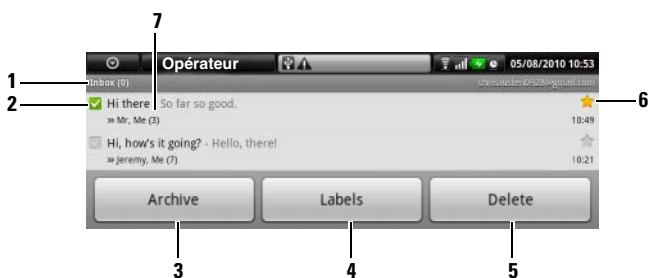 7
Opérateur 05/08/2010 10:53
1
Inbox (0)
2
Hi there - So far so good.
6
» Mr, Me (3) 10:49
Hi, how's it going? - Hello, there!
» Jeremy, Me (7) 10:21
Archive Labels Delete
3 4 5